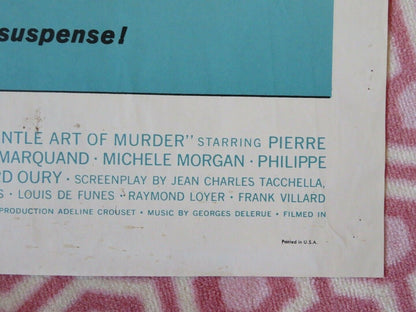 suspense!
NTLE ART OF MURDER" STARRING PIERRE
MARQUAND · MICHELE MORGAN · PHILIPPE
RD OURY · SCREENPLAY BY JEAN CHARLES TACCHELLA,
S · LOUIS DE FUNES · RAYMOND LOYER · FRANK VILLARD
PRODUCTION ADELINE CROUSET · MUSIC BY GEORGES DELERUE · FILMED IN
Printed in U.S.A.